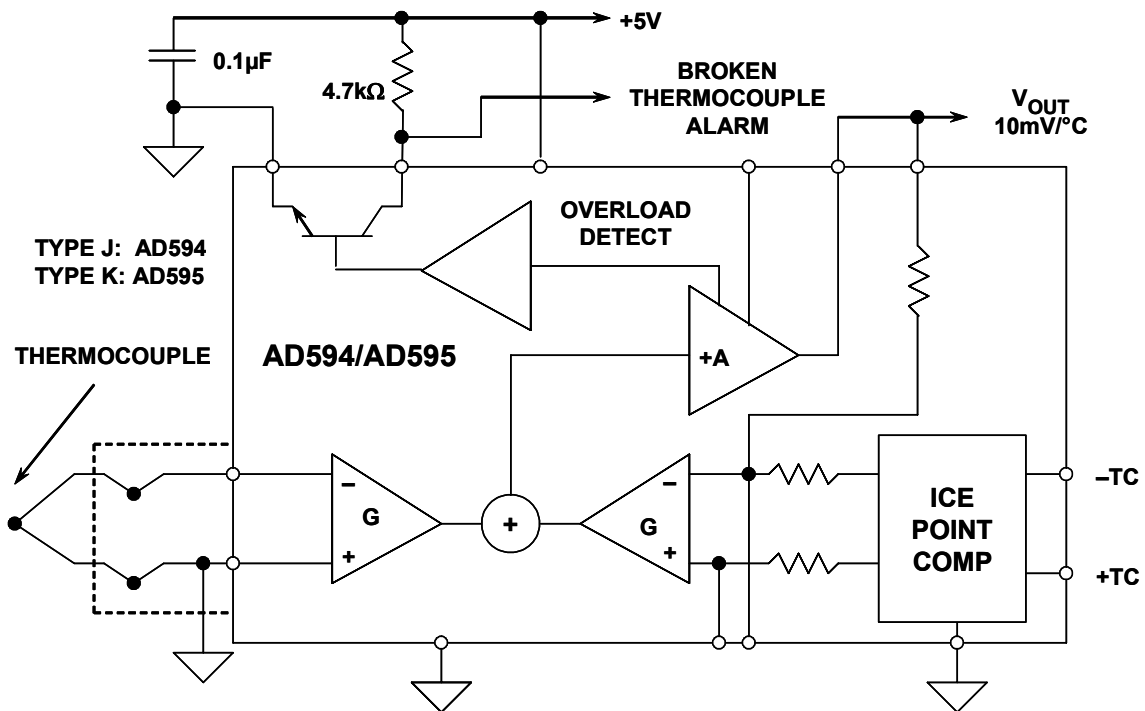 +5V
0.1µF
4.7kΩ
BROKEN
THERMOCOUPLE
ALARM
VOUT
10mV/°C
OVERLOAD
DETECT
TYPE J: AD594
TYPE K: AD595
THERMOCOUPLE
AD594/AD595
+A
–
G
+
+
–
G
+
ICE
POINT
COMP
–TC
+TC